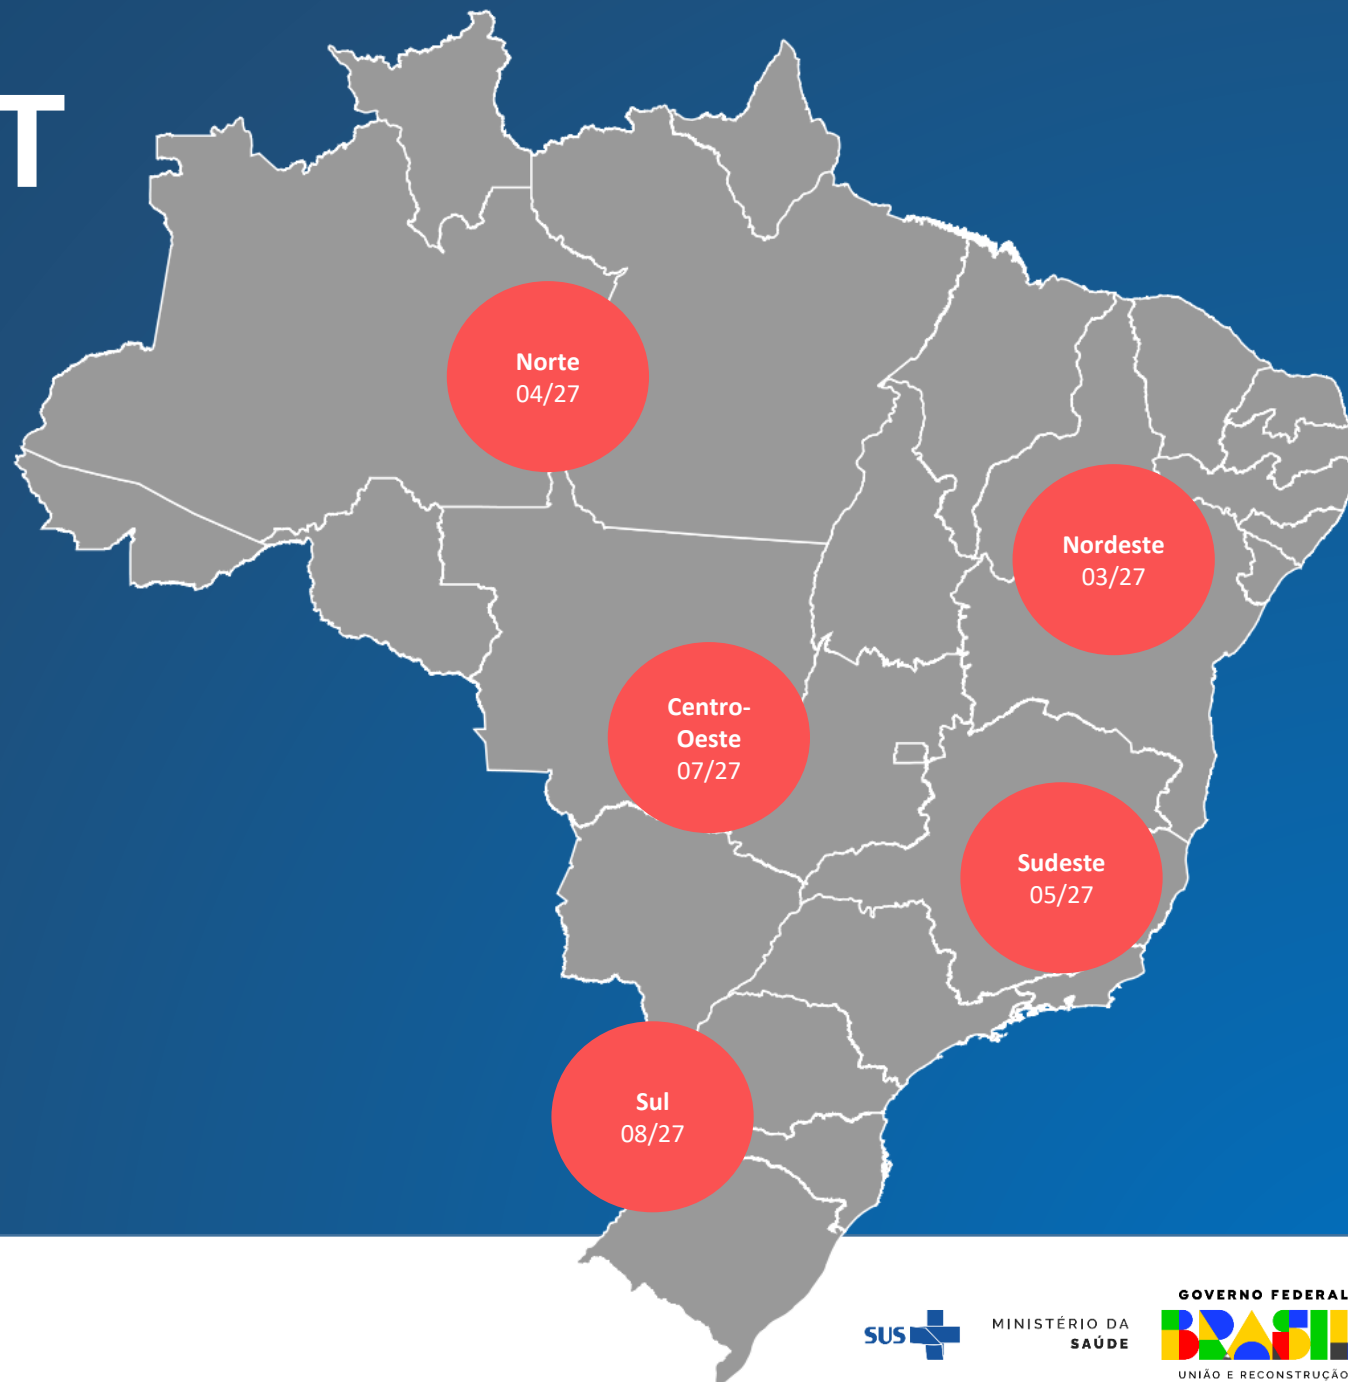 T
Norte
04/27
Nordeste
03/27
Centro-
Oeste
07/27
Sudeste
05/27
Sul
08/27
SUS
MINISTÉRIO DA
SAÚDE
GOVERNO FEDERAL
BRASIL
UNIÃO E RECONSTRUÇÃO